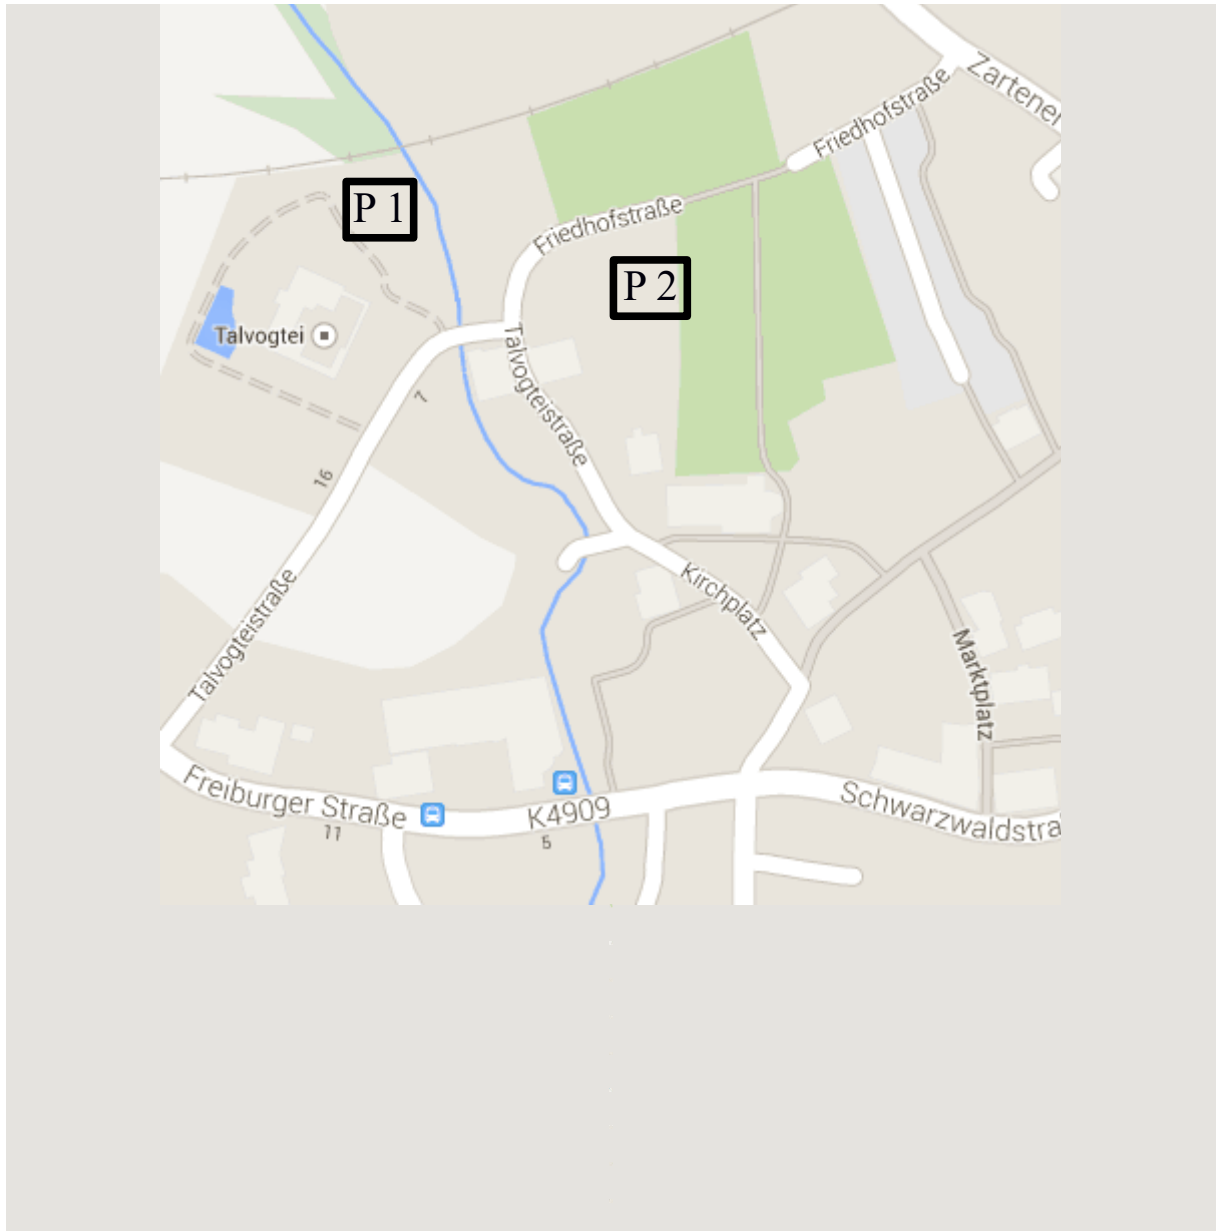 Zartener
Friedhofstraße
P 1
Friedhofstraße
P 2
Talvogtei
Talvogteistraße
7
16
Talvogteistraße
Kirchplatz
Marktplatz
Freiburger Straße
11
K4909
5
Schwarzwaldstra